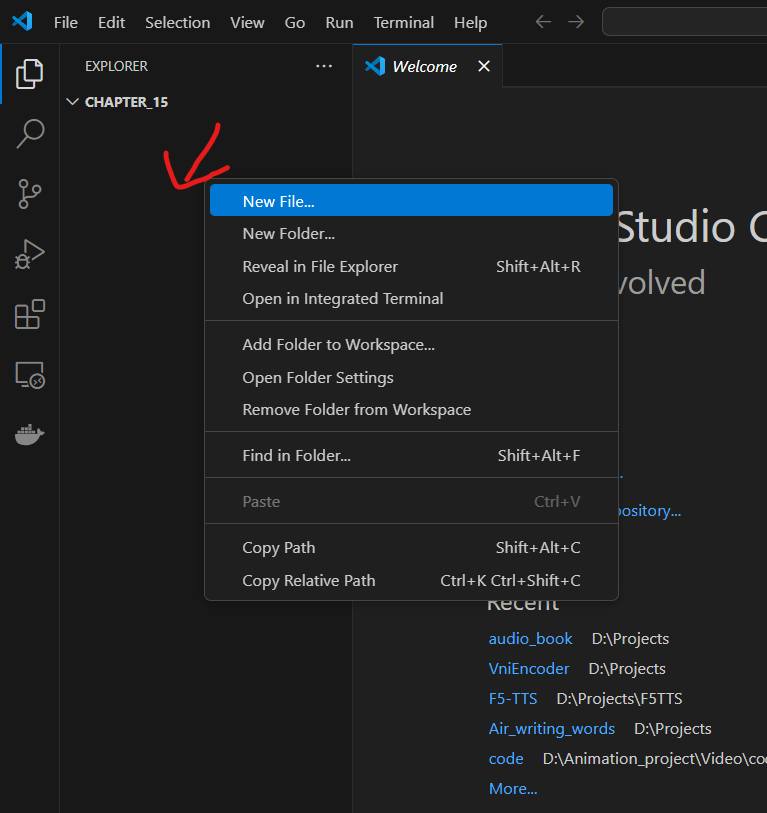 File Edit Selection View Go Run Terminal Help
EXPLORER ... Welcome
CHAPTER_15
New File...
New Folder...
Reveal in File Explorer Shift+Alt+R
Open in Integrated Terminal
Add Folder to Workspace...
Open Folder Settings
Remove Folder from Workspace
Find in Folder... Shift+Alt+F
Paste Ctrl+V
Copy Path Shift+Alt+C
Copy Relative Path Ctrl+K Ctrl+Shift+C
Studio
Recent
audio_book D:\Projects
VniEncoder D:\Projects
F5-TTS D:\Projects\F5TTS
Air_writing_words D:\Projects
code D:\Animation_project\Video\co
More...